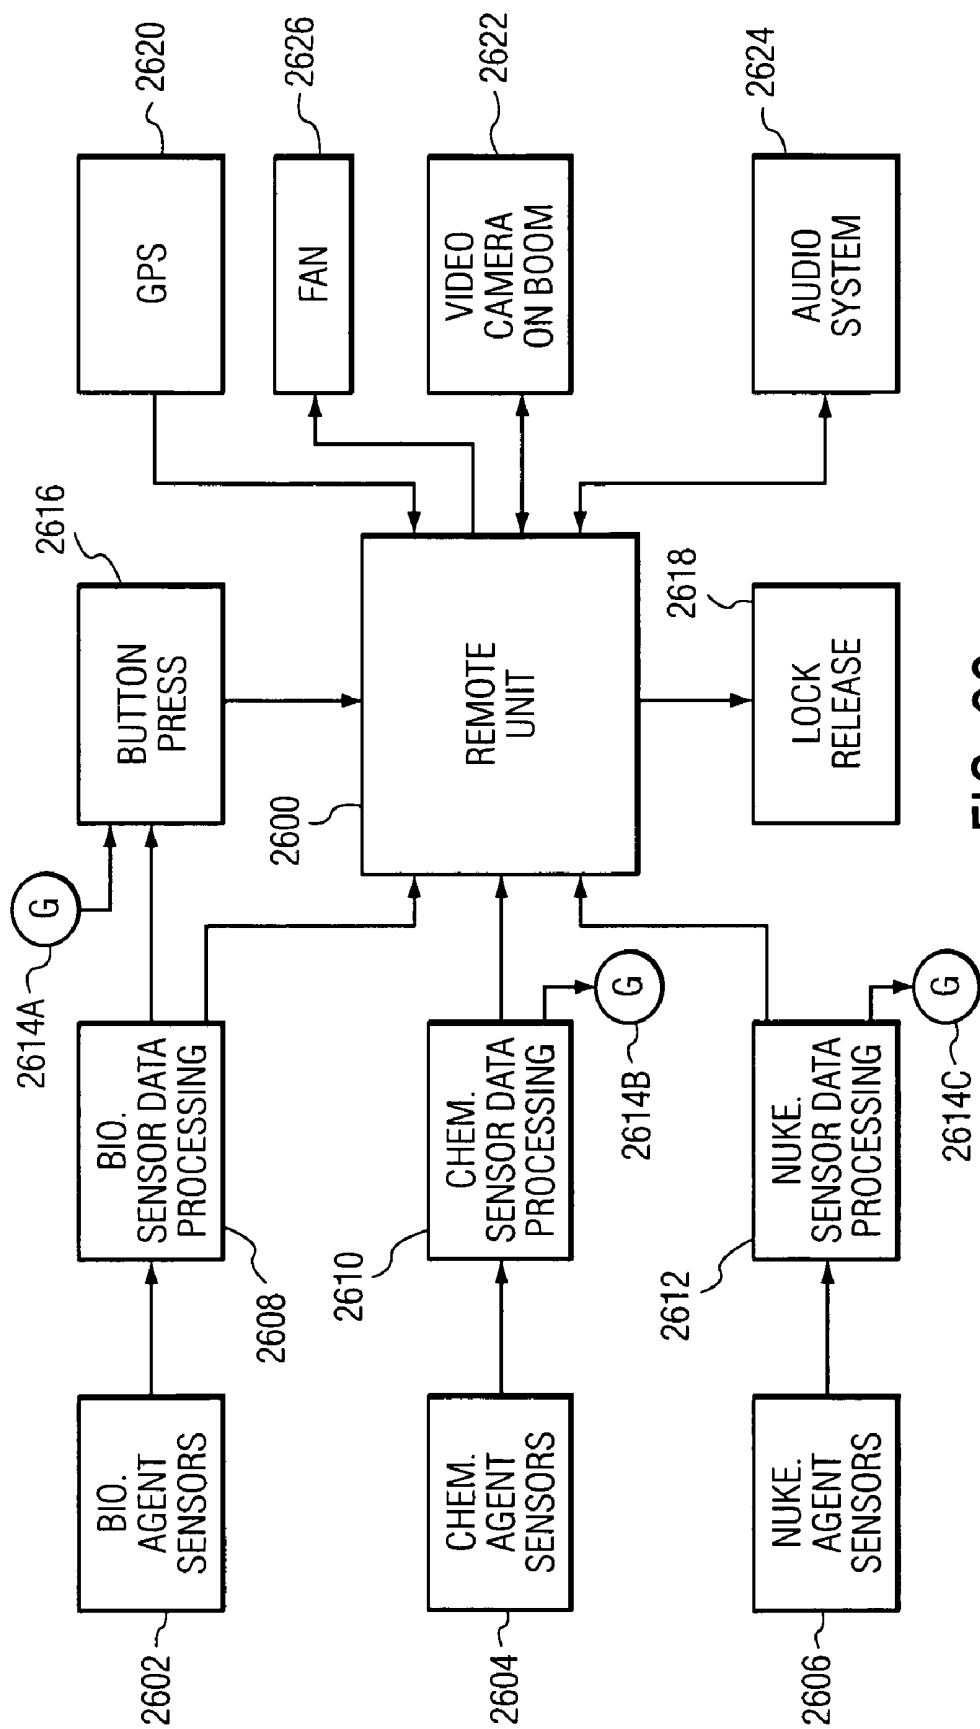 2602
BIO.
AGENT
SENSORS
BIO.
SENSOR DATA
PROCESSING
2608
2614A
G
BUTTON
PRESS
2616
GPS
2620
FAN
2626
2604
CHEM.
AGENT
SENSORS
2610
CHEM.
SENSOR DATA
PROCESSING
G
2614B
2600
REMOTE
UNIT
VIDEO
CAMERA
ON BOOM
2622
2606
NUKE.
AGENT
SENSORS
2612
NUKE.
SENSOR DATA
PROCESSING
G
2614C
LOCK
RELEASE
2618
AUDIO
SYSTEM
2624